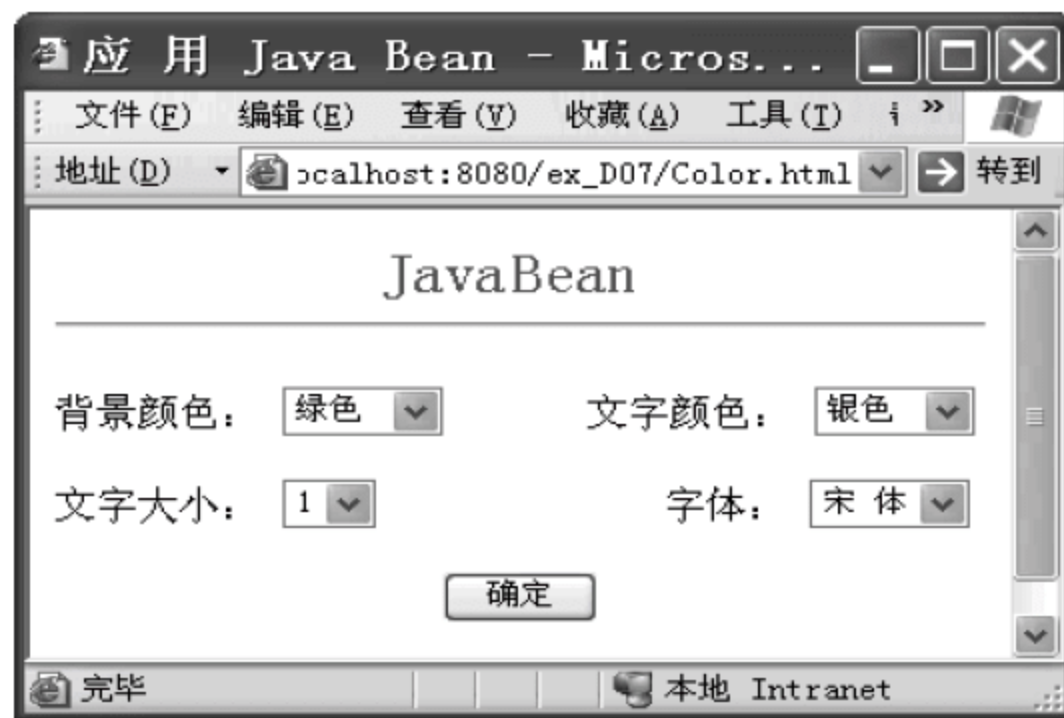 应 用 Java Bean - Micros...
文件(F) 编辑(E) 查看(V) 收藏(A) 工具(T) »
地址(D) ocalhost:8080/ex_D07/Color.html 转到
JavaBean
背景颜色： 绿色 文字颜色： 银色
文字大小： 1 字体： 宋 体
确定
完毕 本地 Intranet